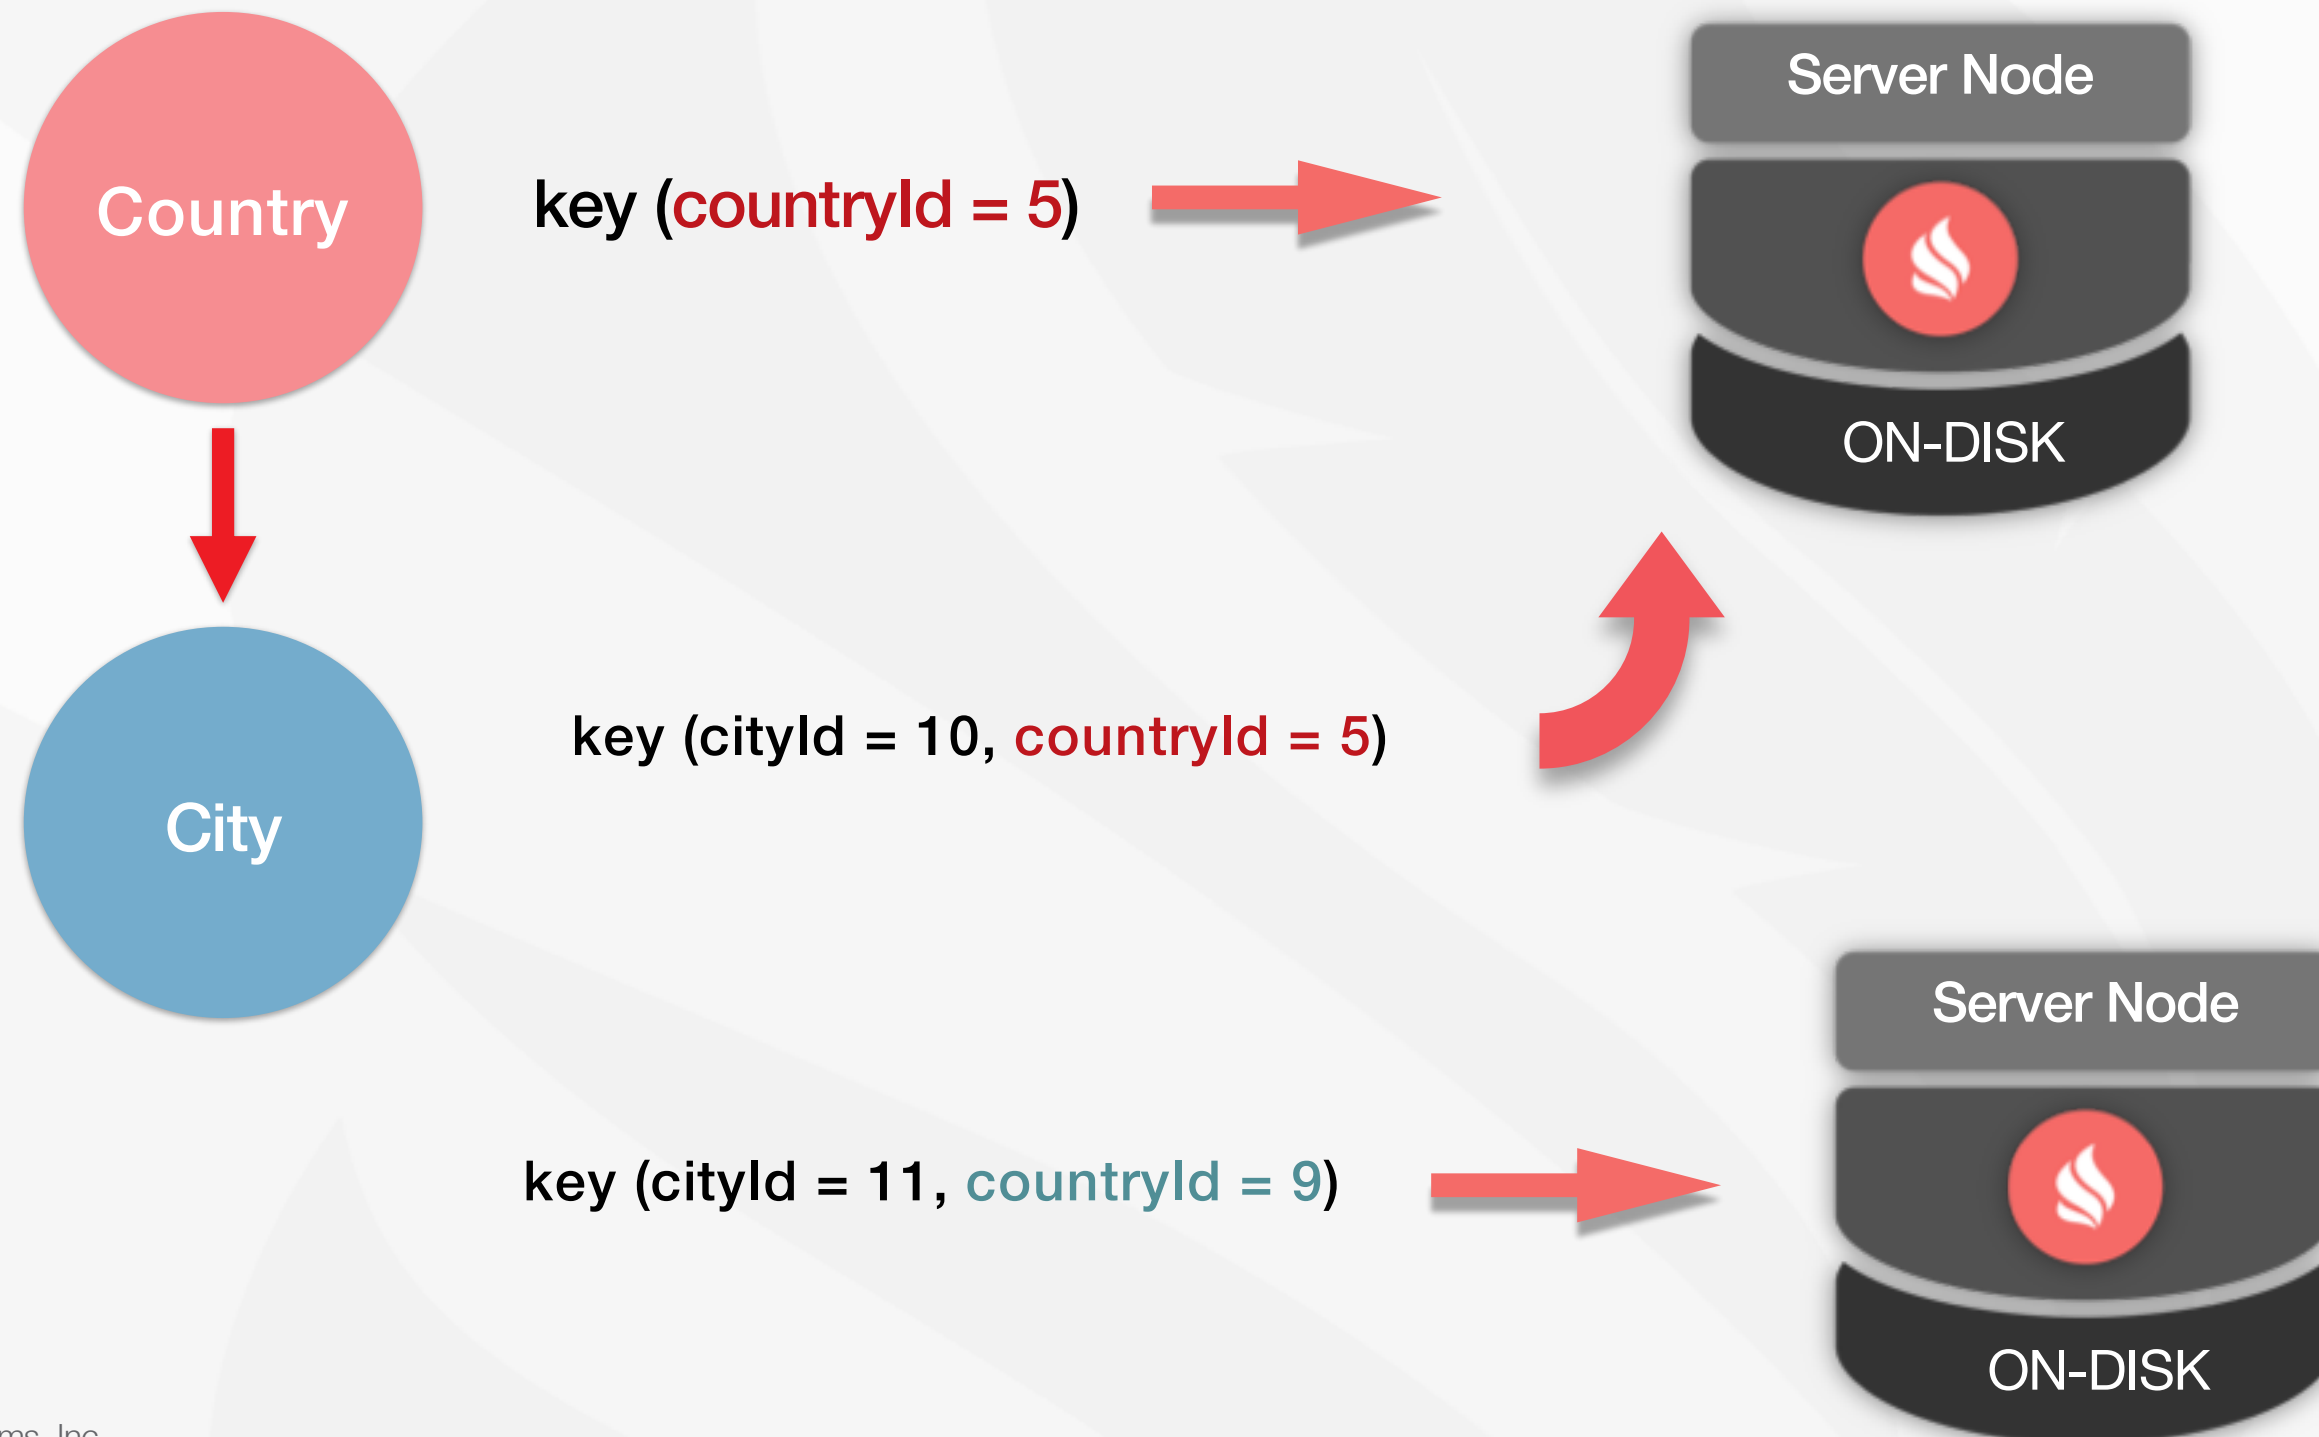 Server Node
Country
key (countryId = 5)
ON-DISK
key (cityId = 10, countryId = 5)
City
Server Node
key (cityId = 11, countryId = 9)
ON-DISK
Inc.